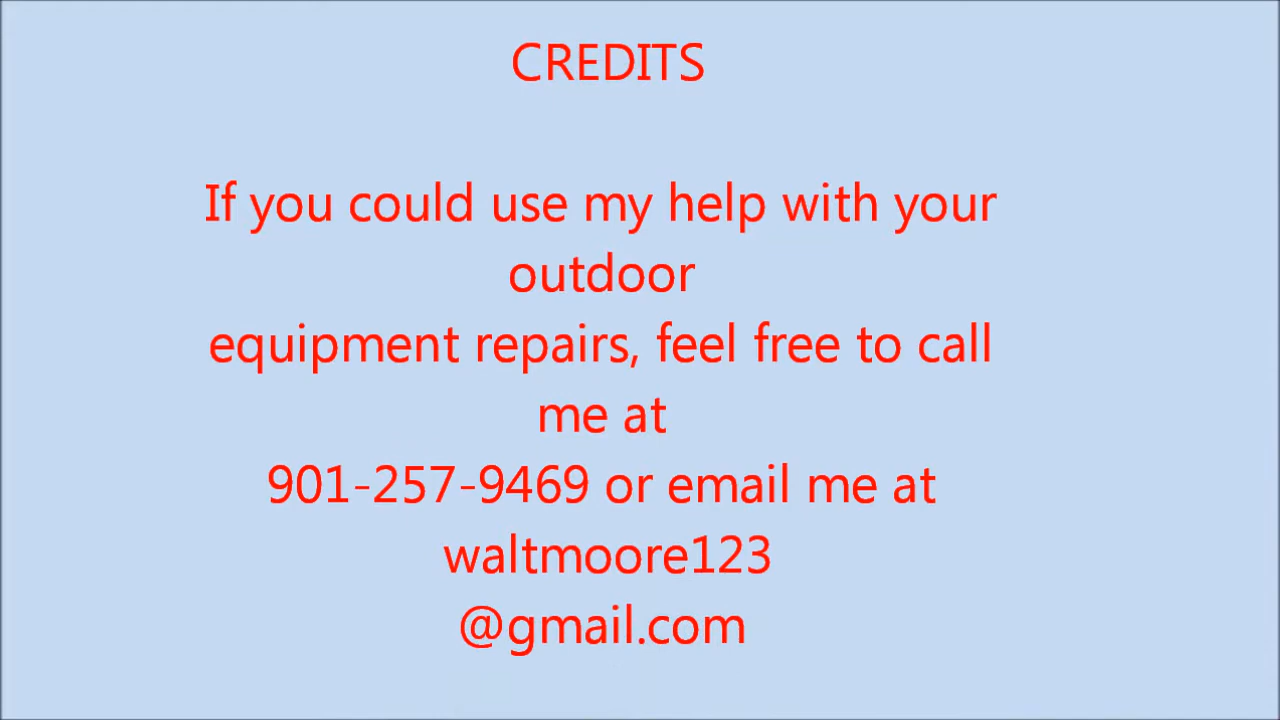 CREDITS
If you could use my help with your
outdoor
equipment repairs, feel free to call
me at
901-257-9469 or email me at
waltmoore123
@gmail.com